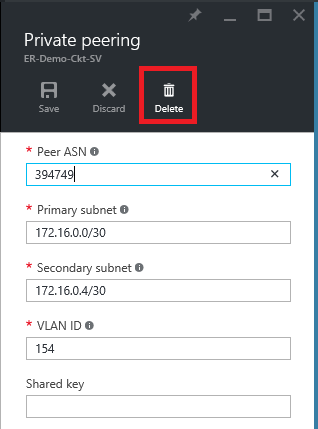 Private peering
ER-Demo-Ckt-SV
Save Discard Delete
* Peer ASN
394749
* Primary subnet
172.16.0.0/30
* Secondary subnet
172.16.0.4/30
* VLAN ID
154
Shared key